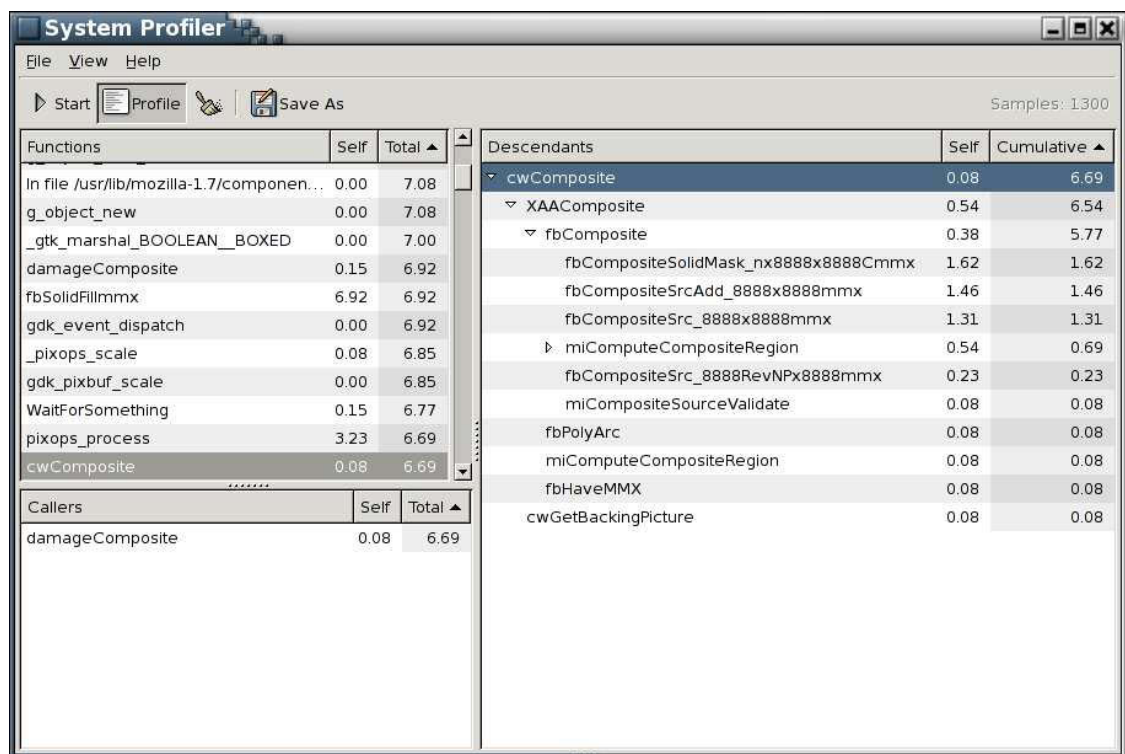 System Profiler
File View Help
Start Profile Save As Samples: 1300
Functions Self Total
In file /usr/lib/mozilla-1.7/componen... 0.00 7.08
g_object_new 0.00 7.08
_gtk_marshal_BOOLEAN__BOXED 0.00 7.00
damageComposite 0.15 6.92
fbSolidFillmmx 6.92 6.92
gdk_event_dispatch 0.00 6.92
_pixops_scale 0.08 6.85
gdk_pixbuf_scale 0.00 6.85
WaitForSomething 0.15 6.77
pixops_process 3.23 6.69
cwComposite 0.08 6.69
Callers Self Total
damageComposite 0.08 6.69
Descendants Self Cumulative
cwComposite 0.08 6.69
XAAComposite 0.54 6.54
fbComposite 0.38 5.77
fbCompositeSolidMask_nx8888x8888Cmmx 1.62 1.62
fbCompositeSrcAdd_8888x8888mmx 1.46 1.46
fbCompositeSrc_8888x8888mmx 1.31 1.31
miComputeCompositeRegion 0.54 0.69
fbCompositeSrc_8888RevNPx8888mmx 0.23 0.23
miCompositeSourceValidate 0.08 0.08
fbPolyArc 0.08 0.08
miComputeCompositeRegion 0.08 0.08
fbHaveMMX 0.08 0.08
cwGetBackingPicture 0.08 0.08